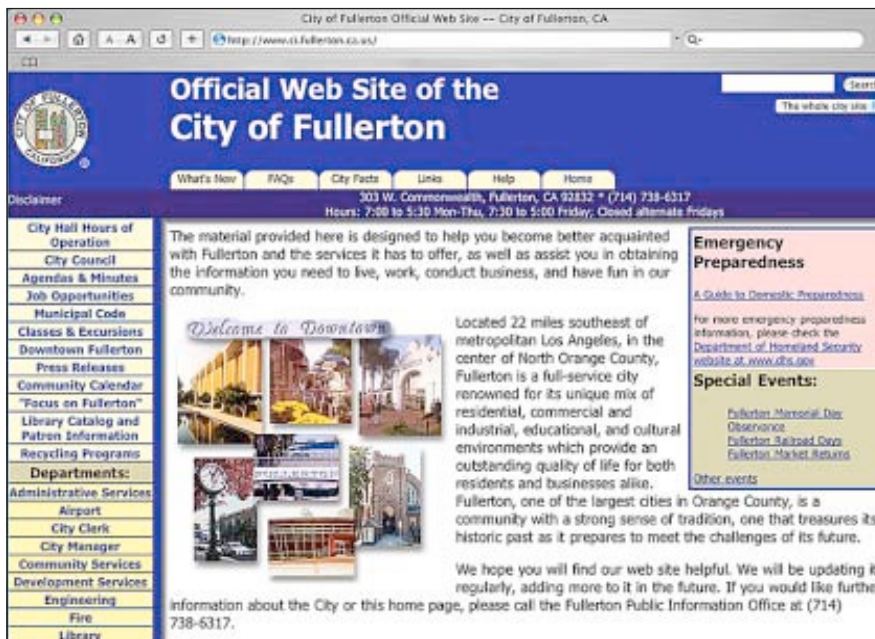 City of Fullerton Official Web Site -- City of Fullerton, CA
A A
http://www.ci.fullerton.ca.us/
Official Web Site of the
City of Fullerton
CITY OF FULLERTON
CALIFORNIA
Search
The whole city site
What's New FAQs City Facts Links Help Home
Disclaimer
303 W. Commonwealth, Fullerton, CA 92832 * (714) 738-6317
Hours: 7:00 to 5:30 Mon-Thu, 7:30 to 5:00 Friday; Closed alternate Fridays
City Hall Hours of
Operation
City Council
Agendas & Minutes
Job Opportunities
Municipal Code
Classes & Excursions
Downtown Fullerton
Press Releases
Community Calendar
"Focus on Fullerton"
Library Catalog and
Patron Information
Recycling Programs
Departments:
Administrative Services
Airport
City Clerk
City Manager
Community Services
Development Services
Engineering
Fire
Library
The material provided here is designed to help you become better acquainted
with Fullerton and the services it has to offer, as well as assist you in obtaining
the information you need to live, work, conduct business, and have fun in our
community.
Welcome to Downtown
FULLERTON
Located 22 miles southeast of
metropolitan Los Angeles, in the
center of North Orange County,
Fullerton is a full-service city
renowned for its unique mix of
residential, commercial and
industrial, educational, and cultural
environments which provide an
outstanding quality of life for both
residents and businesses alike.
Fullerton, one of the largest cities in Orange County, is a
community with a strong sense of tradition, one that treasures its
historic past as it prepares to meet the challenges of its future.
We hope you will find our web site helpful. We will be updating it
regularly, adding more to it in the future. If you would like furthe
information about the City or this home page, please call the Fullerton Public Information Office at (714)
738-6317.
Emergency
Preparedness
A Guide to Domestic Preparedness
For more emergency preparedness
information, please check the
Department of Homeland Security
website at www.dhs.gov
Special Events:
Fullerton Memorial Day
Observance
Fullerton Railroad Days
Fullerton Market Returns
Other events